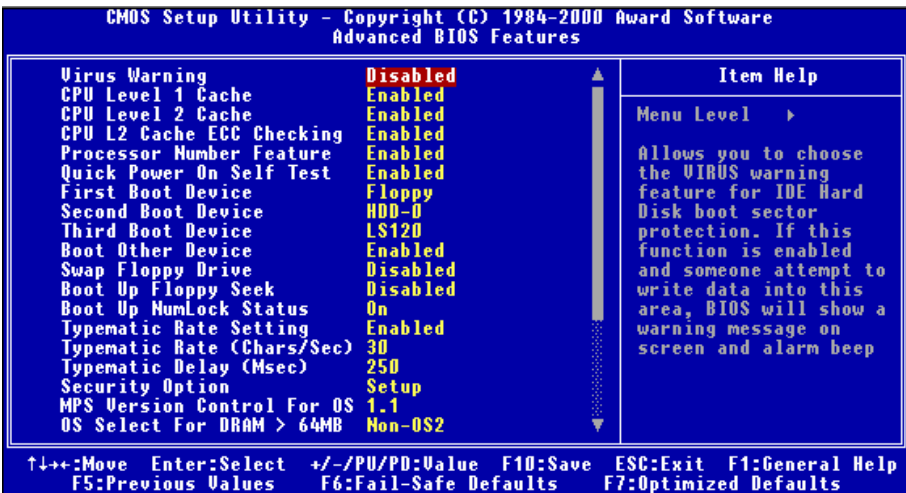 CMOS Setup Utility - Copyright (C) 1984-2000 Award Software
Advanced BIOS Features
Virus Warning Disabled
CPU Level 1 Cache Enabled
CPU Level 2 Cache Enabled
CPU L2 Cache ECC Checking Enabled
Processor Number Feature Enabled
Quick Power On Self Test Enabled
First Boot Device Floppy
Second Boot Device HDD-0
Third Boot Device LS120
Boot Other Device Enabled
Swap Floppy Drive Disabled
Boot Up Floppy Seek Disabled
Boot Up NumLock Status On
Typematic Rate Setting Enabled
Typematic Rate (Chars/Sec) 30
Typematic Delay (Msec) 250
Security Option Setup
MPS Version Control For OS 1.1
OS Select For DRAM > 64MB Non-OS2
Item Help
Menu Level ▸
Allows you to choose
the VIRUS warning
feature for IDE Hard
Disk boot sector
protection. If this
function is enabled
and someone attempt to
write data into this
area, BIOS will show a
warning message on
screen and alarm beep
↑↓→←:Move Enter:Select +/-/PU/PD:Value F10:Save ESC:Exit F1:General Help
F5:Previous Values F6:Fail-Safe Defaults F7:Optimized Defaults